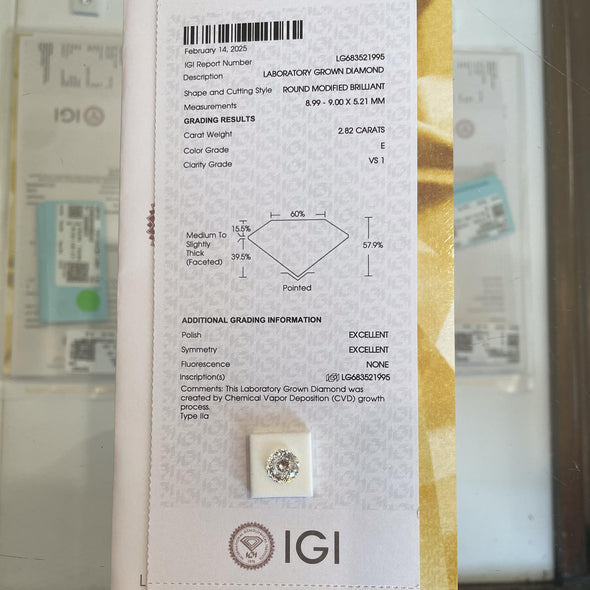 February 14, 2025
IGI Report Number LG683521995
Description LABORATORY GROWN DIAMOND
Shape and Cutting Style ROUND MODIFIED BRILLIANT
Measurements 8.99 - 9.00 X 5.21 MM
GRADING RESULTS
Carat Weight 2.82 CARATS
Color Grade E
Clarity Grade VS 1
60%
15.5%
Medium To
Slightly
Thick
(Faceted)
39.5%
57.9%
Pointed
ADDITIONAL GRADING INFORMATION
Polish EXCELLENT
Symmetry EXCELLENT
Fluorescence NONE
Inscription(s) IGI LG683521995
Comments: This Laboratory Grown Diamond was
created by Chemical Vapor Deposition (CVD) growth
process.
Type IIa
IGI
IGI